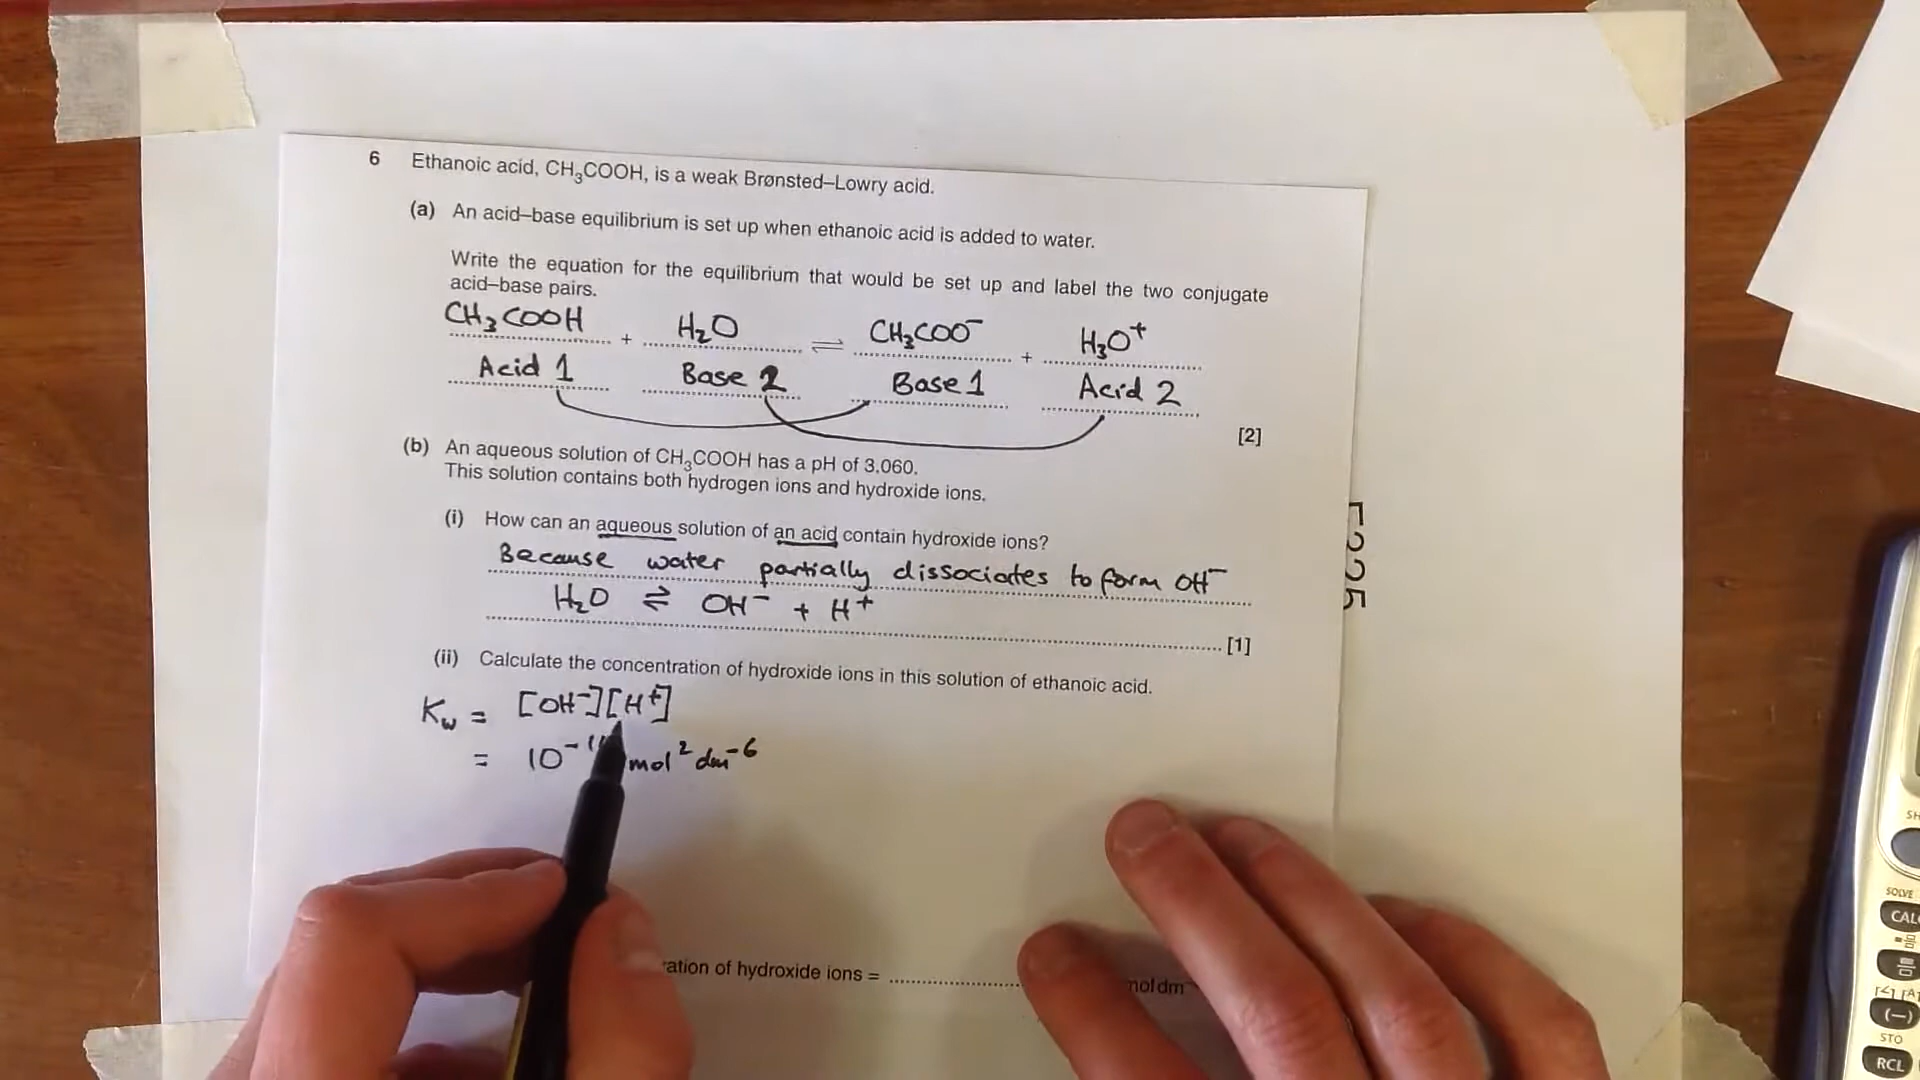 6 Ethanoic acid, CH₃COOH, is a weak Brønsted–Lowry acid.
(a) An acid–base equilibrium is set up when ethanoic acid is added to water.
Write the equation for the equilibrium that would be set up and label the two conjugate
acid–base pairs.
CH₃COOH + H₂O ⇌ CH₃COO⁻ + H₃O⁺
Acid 1 Base 2 Base 1 Acid 2
[2]
(b) An aqueous solution of CH₃COOH has a pH of 3.060.
This solution contains both hydrogen ions and hydroxide ions.
(i) How can an aqueous solution of an acid contain hydroxide ions?
Because water partially dissociates to form OH⁻
H₂O ⇌ OH⁻ + H⁺
[1]
(ii) Calculate the concentration of hydroxide ions in this solution of ethanoic acid.
Kw = [OH⁻][H⁺]
= 10 mol² dm⁻⁶
of hydroxide ions =
F325
SOLVE
STO
RCL